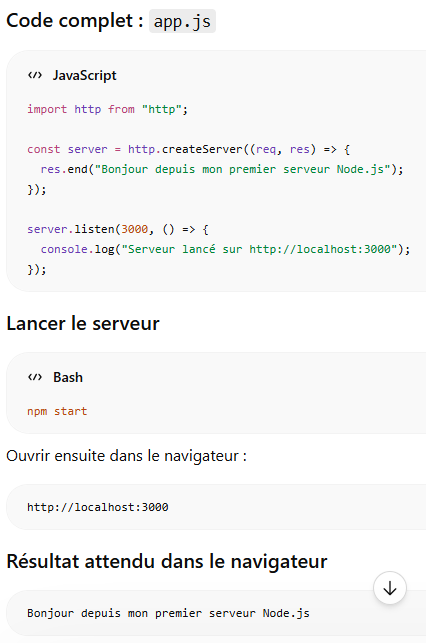 Code complet : app.js
</> JavaScript
import http from "http";
const server = http.createServer((req, res) => {
  res.end("Bonjour depuis mon premier serveur Node.js");
});
server.listen(3000, () => {
  console.log("Serveur lancé sur http://localhost:3000");
});
Lancer le serveur
</> Bash
npm start
Ouvrir ensuite dans le navigateur :
http://localhost:3000
Résultat attendu dans le navigateur
Bonjour depuis mon premier serveur Node.js